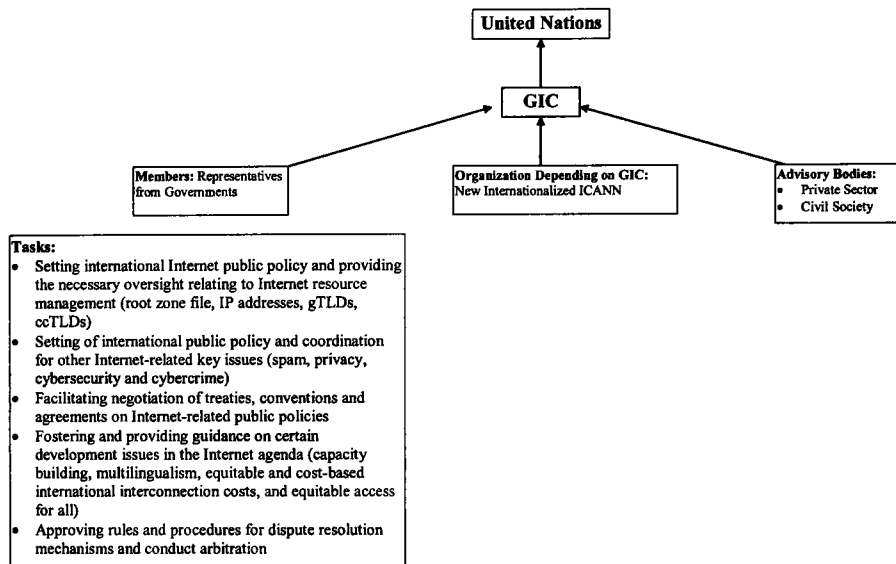 United Nations
GIC
Members: Representatives
from Governments
Organization Depending on GIC:
New Internationalized ICANN
Advisory Bodies:
• Private Sector
• Civil Society
Tasks:
• Setting international Internet public policy and providing
the necessary oversight relating to Internet resource
management (root zone file, IP addresses, gTLDs,
ccTLDs)
• Setting of international public policy and coordination
for other Internet-related key issues (spam, privacy,
cybersecurity and cybercrime)
• Facilitating negotiation of treaties, conventions and
agreements on Internet-related public policies
• Fostering and providing guidance on certain
development issues in the Internet agenda (capacity
building, multilingualism, equitable and cost-based
international interconnection costs, and equitable access
for all)
• Approving rules and procedures for dispute resolution
mechanisms and conduct arbitration